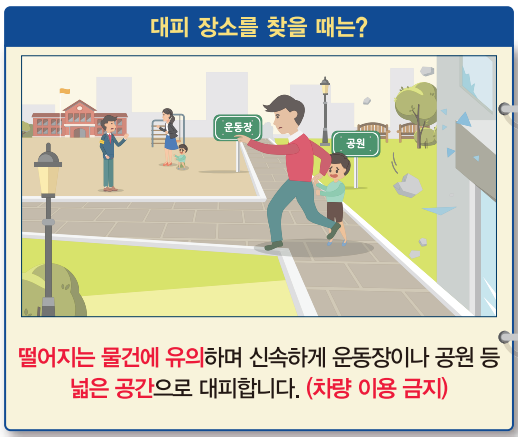 대피 장소를 찾을 때는?
운동장
공원
떨어지는 물건에 유의하며 신속하게 운동장이나 공원 등
넓은 공간으로 대피합니다. (차량 이용 금지)